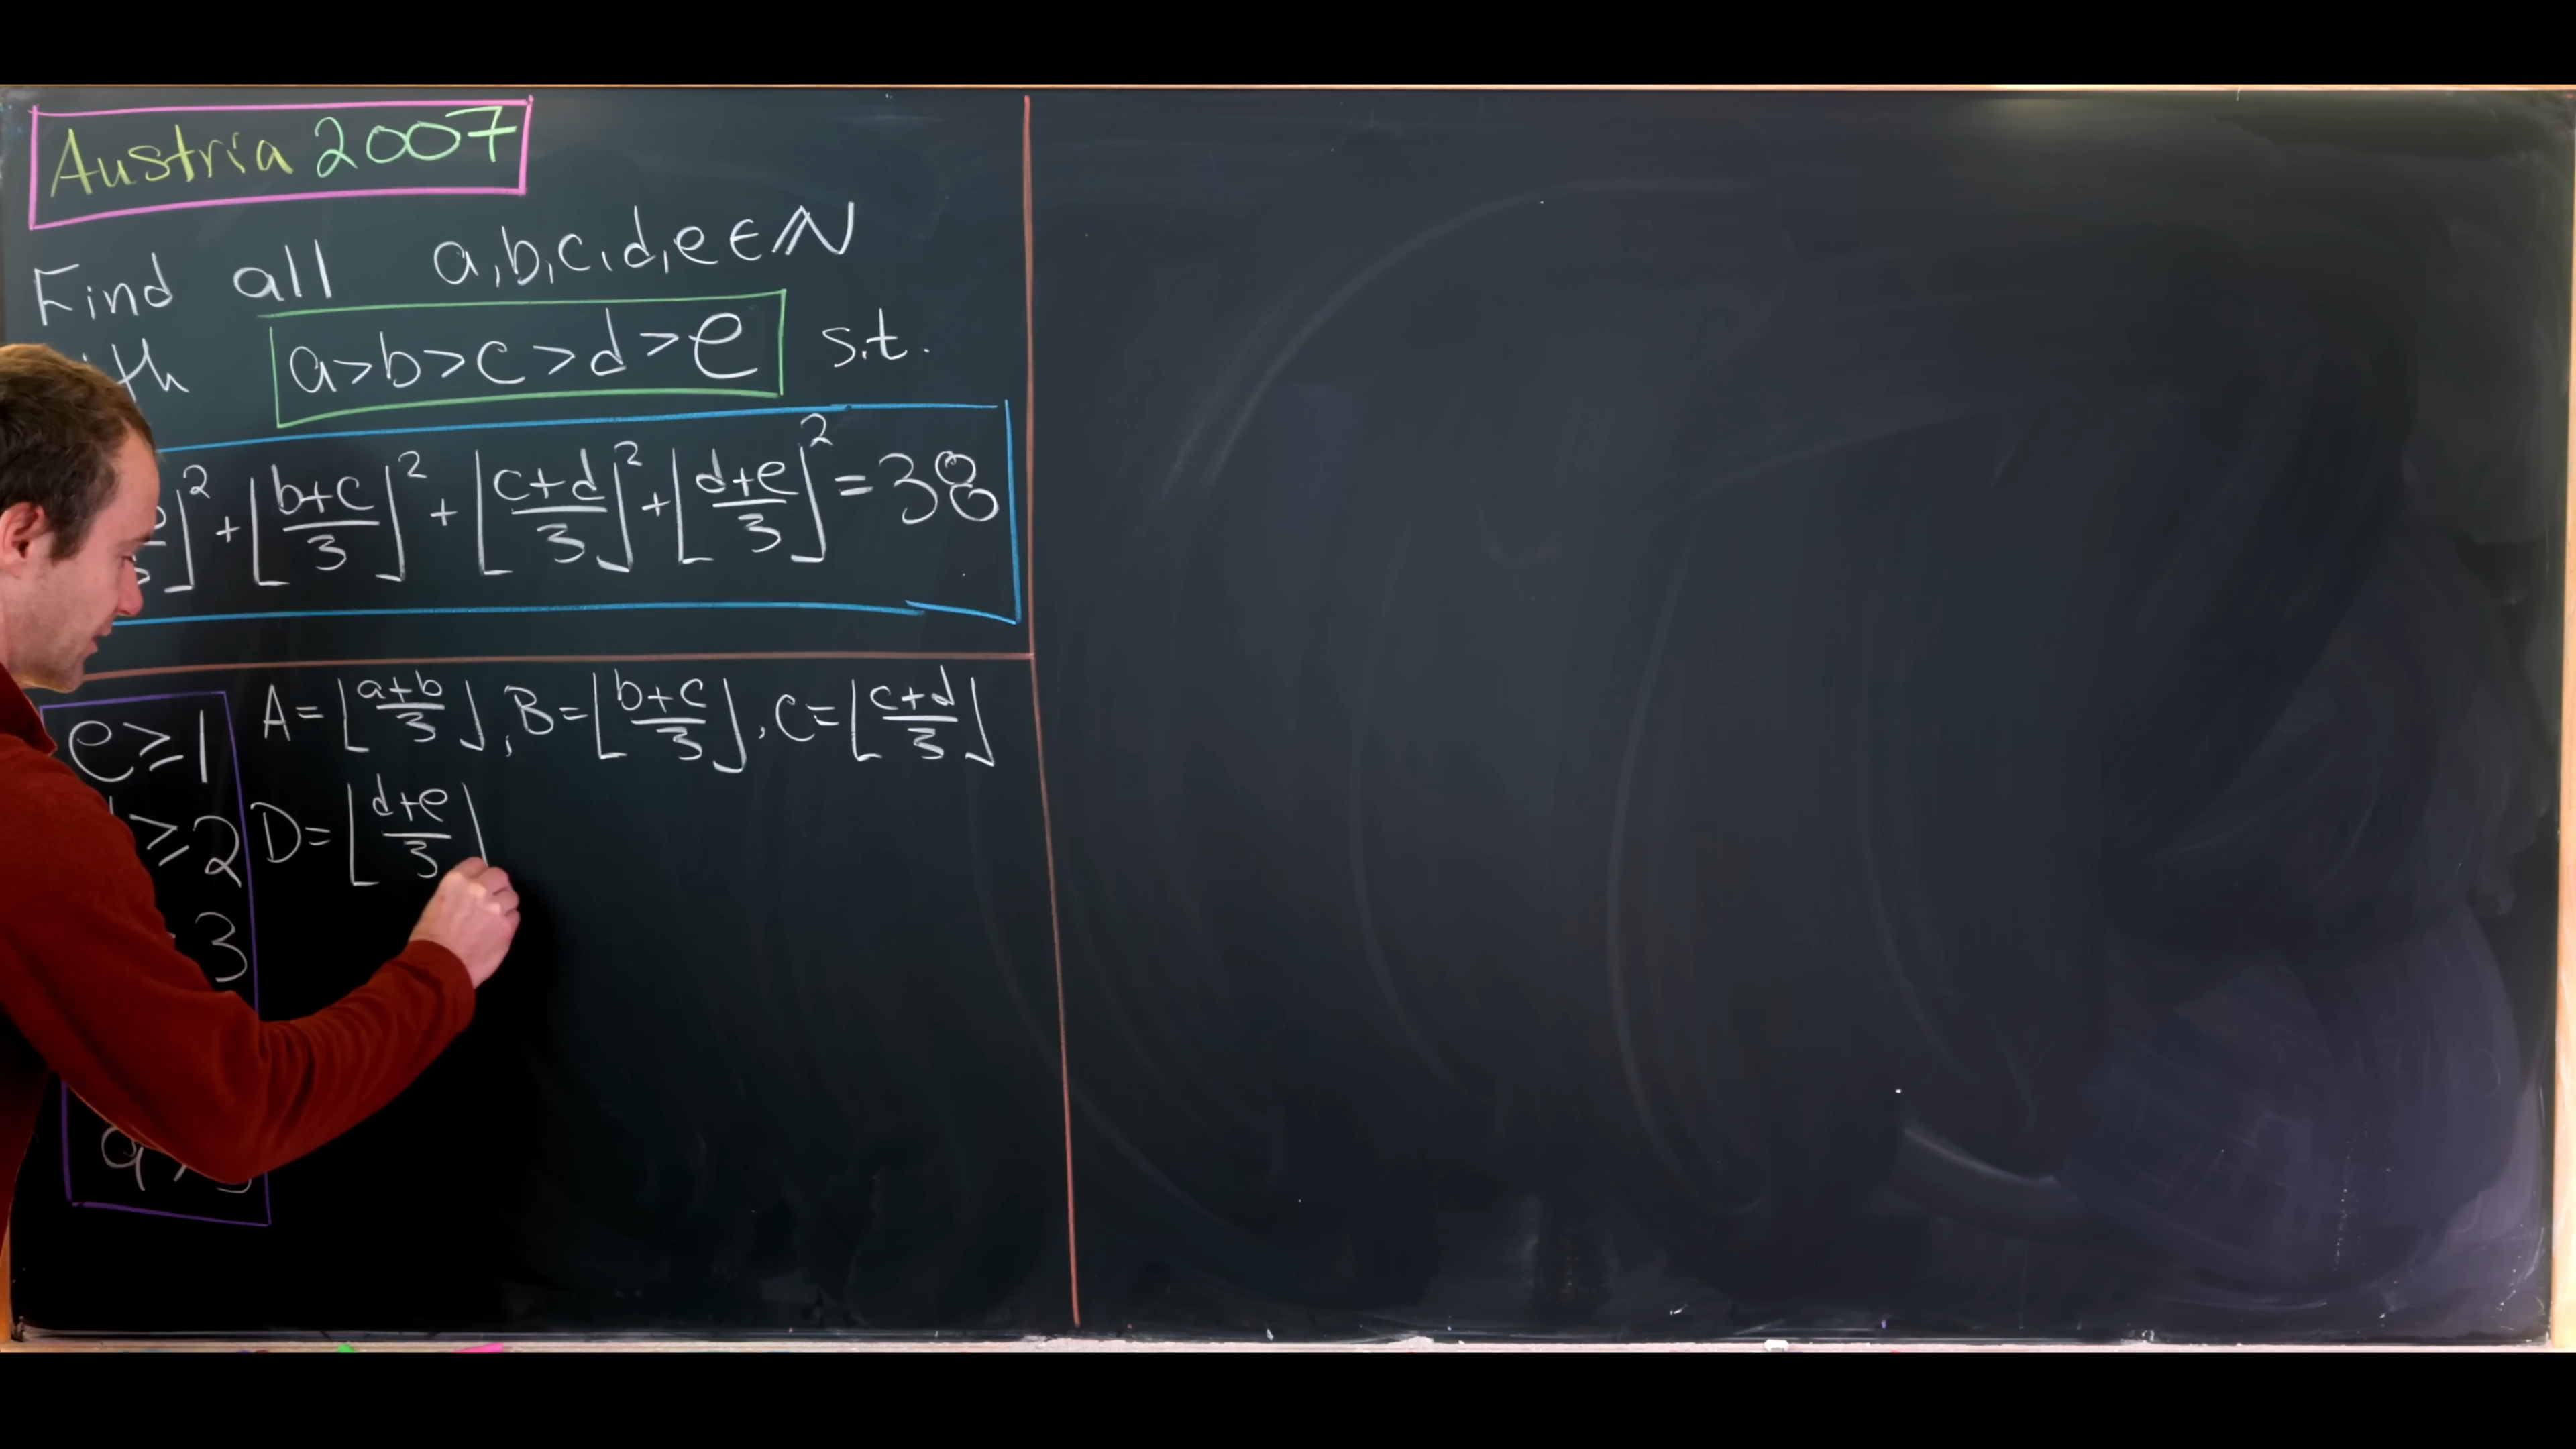 Austria 2007
Find all a,b,c,d,e ∈ ℕ
a>b>c>d>e s.t.
⌋² + ⌊(b+c)/3⌋² + ⌊(c+d)/3⌋² + ⌊(d+e)/3⌋² = 38
e ≥ 1 A = ⌊(a+b)/3⌋, B = ⌊(b+c)/3⌋, C = ⌊(c+d)/3⌋
≥ 2 D = ⌊(d+e)/3⌋
3